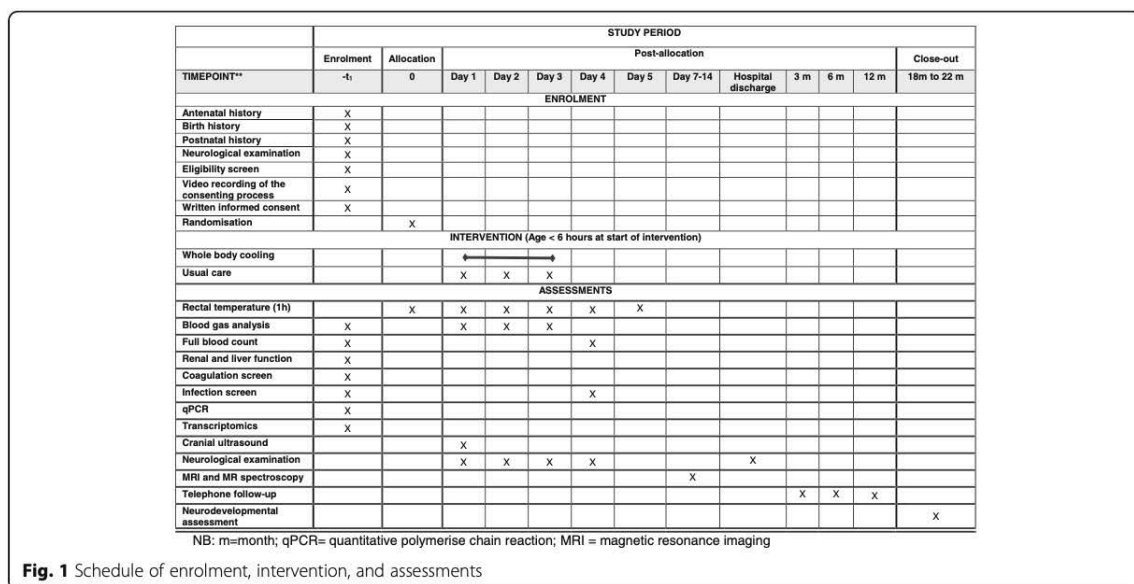 STUDY PERIOD
Enrolment Allocation Post-allocation Close-out
TIMEPOINT** -t₁ 0 Day 1 Day 2 Day 3 Day 4 Day 5 Day 7-14 Hospital discharge 3 m 6 m 12 m 18m to 22 m
ENROLMENT
Antenatal history X
Birth history X
Postnatal history X
Neurological examination X
Eligibility screen X
Video recording of the
consenting process X
Written informed consent X
Randomisation X
INTERVENTION (Age < 6 hours at start of intervention)
Whole body cooling
Usual care X X X
ASSESSMENTS
Rectal temperature (1h) X X X X X X
Blood gas analysis X X X X
Full blood count X X
Renal and liver function X
Coagulation screen X
Infection screen X X
qPCR X
Transcriptomics X
Cranial ultrasound X
Neurological examination X X X X X
MRI and MR spectroscopy X
Telephone follow-up X X X
Neurodevelopmental
assessment X
NB: m=month; qPCR= quantitative polymerise chain reaction; MRI = magnetic resonance imaging
Fig. 1 Schedule of enrolment, intervention, and assessments